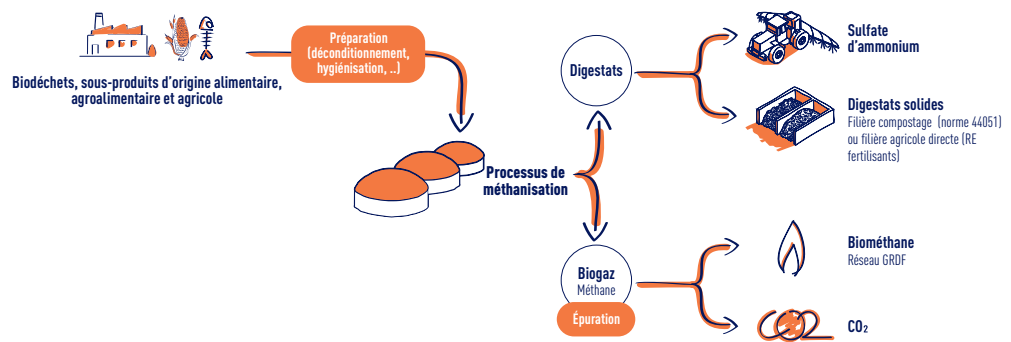 Biodéchets, sous-produits d'origine alimentaire,
agroalimentaire et agricole
Préparation
(déconditionnement,
hygiénisation, ..)
Processus de
méthanisation
Digestats
Sulfate
d'ammonium
Digestats solides
Filière compostage (norme 44051)
ou filière agricole directe (RE
fertilisants)
Biogaz
Méthane
Épuration
Biométhane
Réseau GRDF
CO2
CO₂